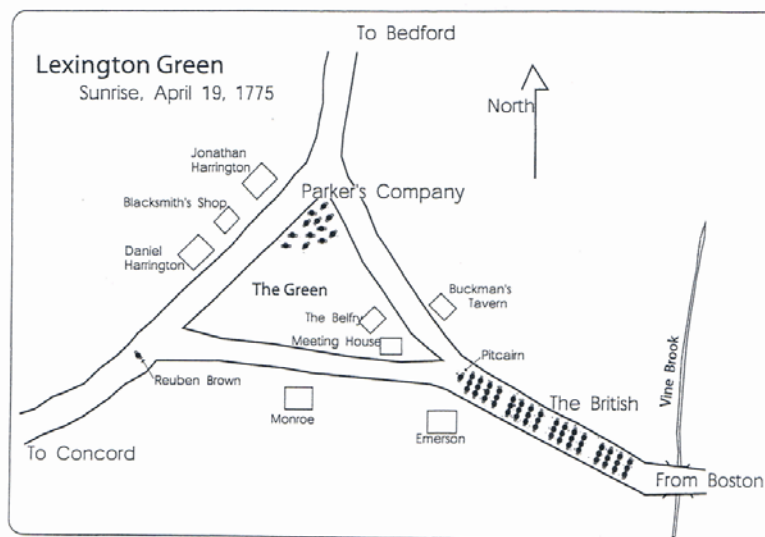 To Bedford
Lexington Green
Sunrise, April 19, 1775
North
Jonathan
Harrington
Parker's Company
Blacksmith's Shop
Daniel
Harrington
The Green
Buckman's
Tavern
The Belfry
Meeting House
Pitcairn
Vine Brook
Reuben Brown
The British
Monroe
Emerson
To Concord
From Boston